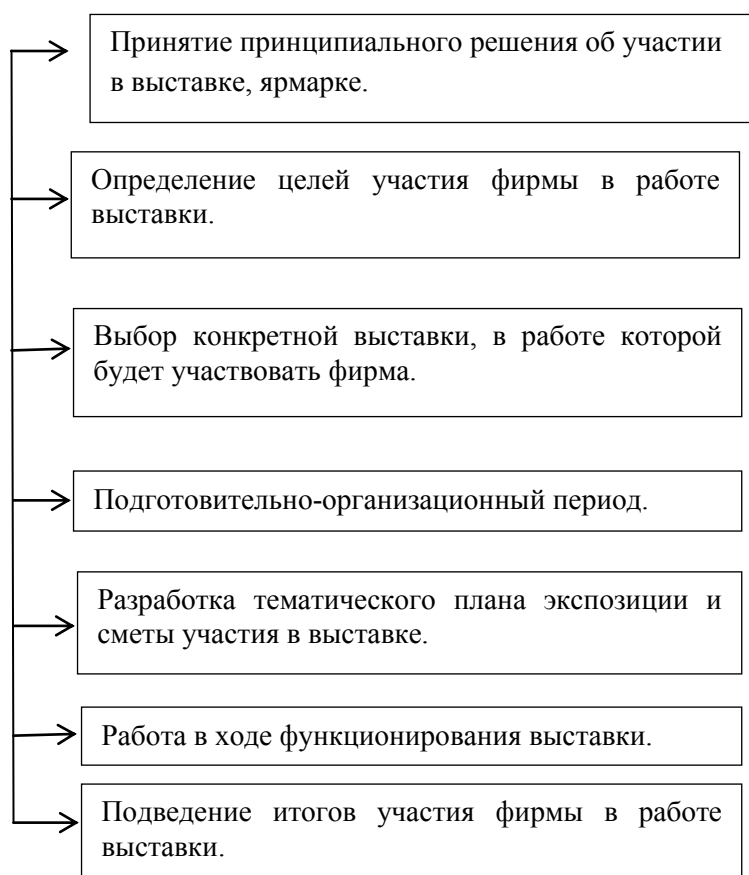 Принятие принципиального решения об участии
в выставке, ярмарке.
Определение целей участия фирмы в работе
выставки.
Выбор конкретной выставки, в работе которой
будет участвовать фирма.
Подготовительно-организационный период.
Разработка тематического плана экспозиции и
сметы участия в выставке.
Работа в ходе функционирования выставки.
Подведение итогов участия фирмы в работе
выставки.